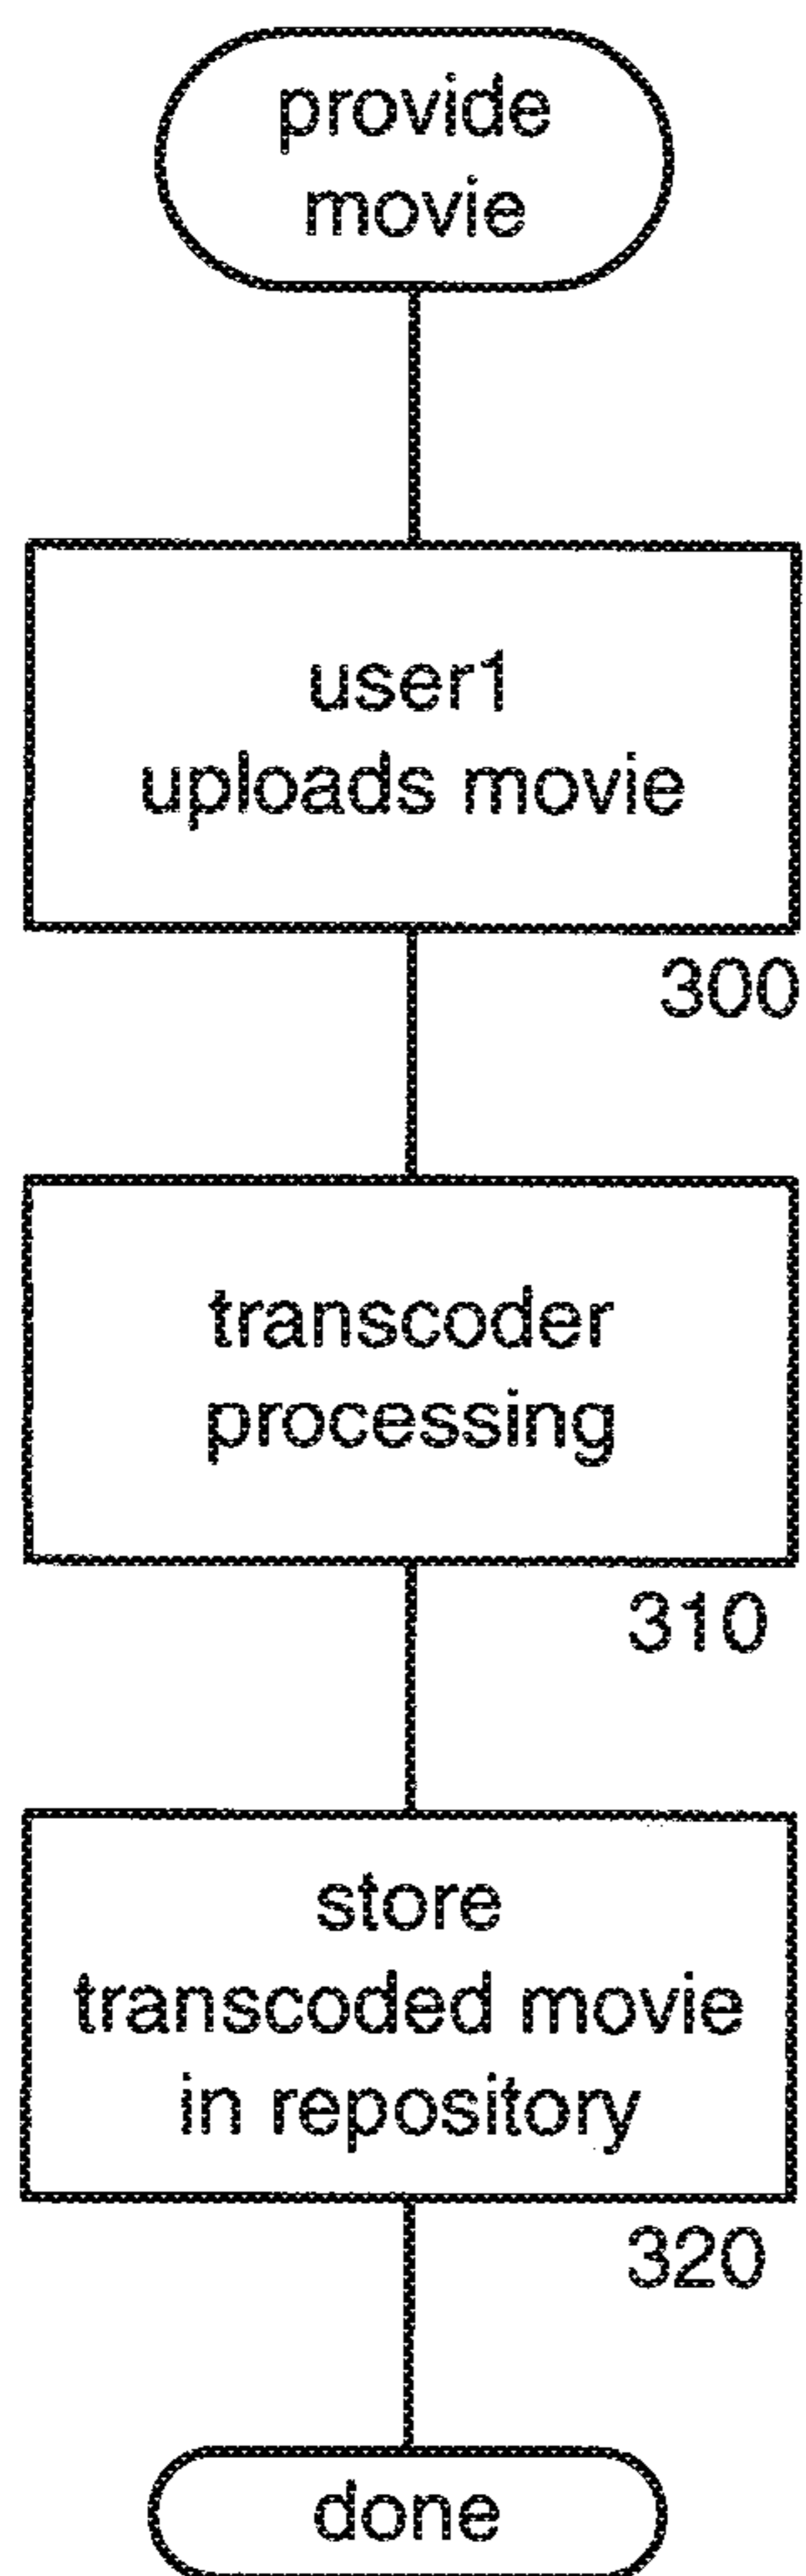 provide
movie
user1
uploads movie
300
transcoder
processing
310
store
transcoded movie
in repository
320
done